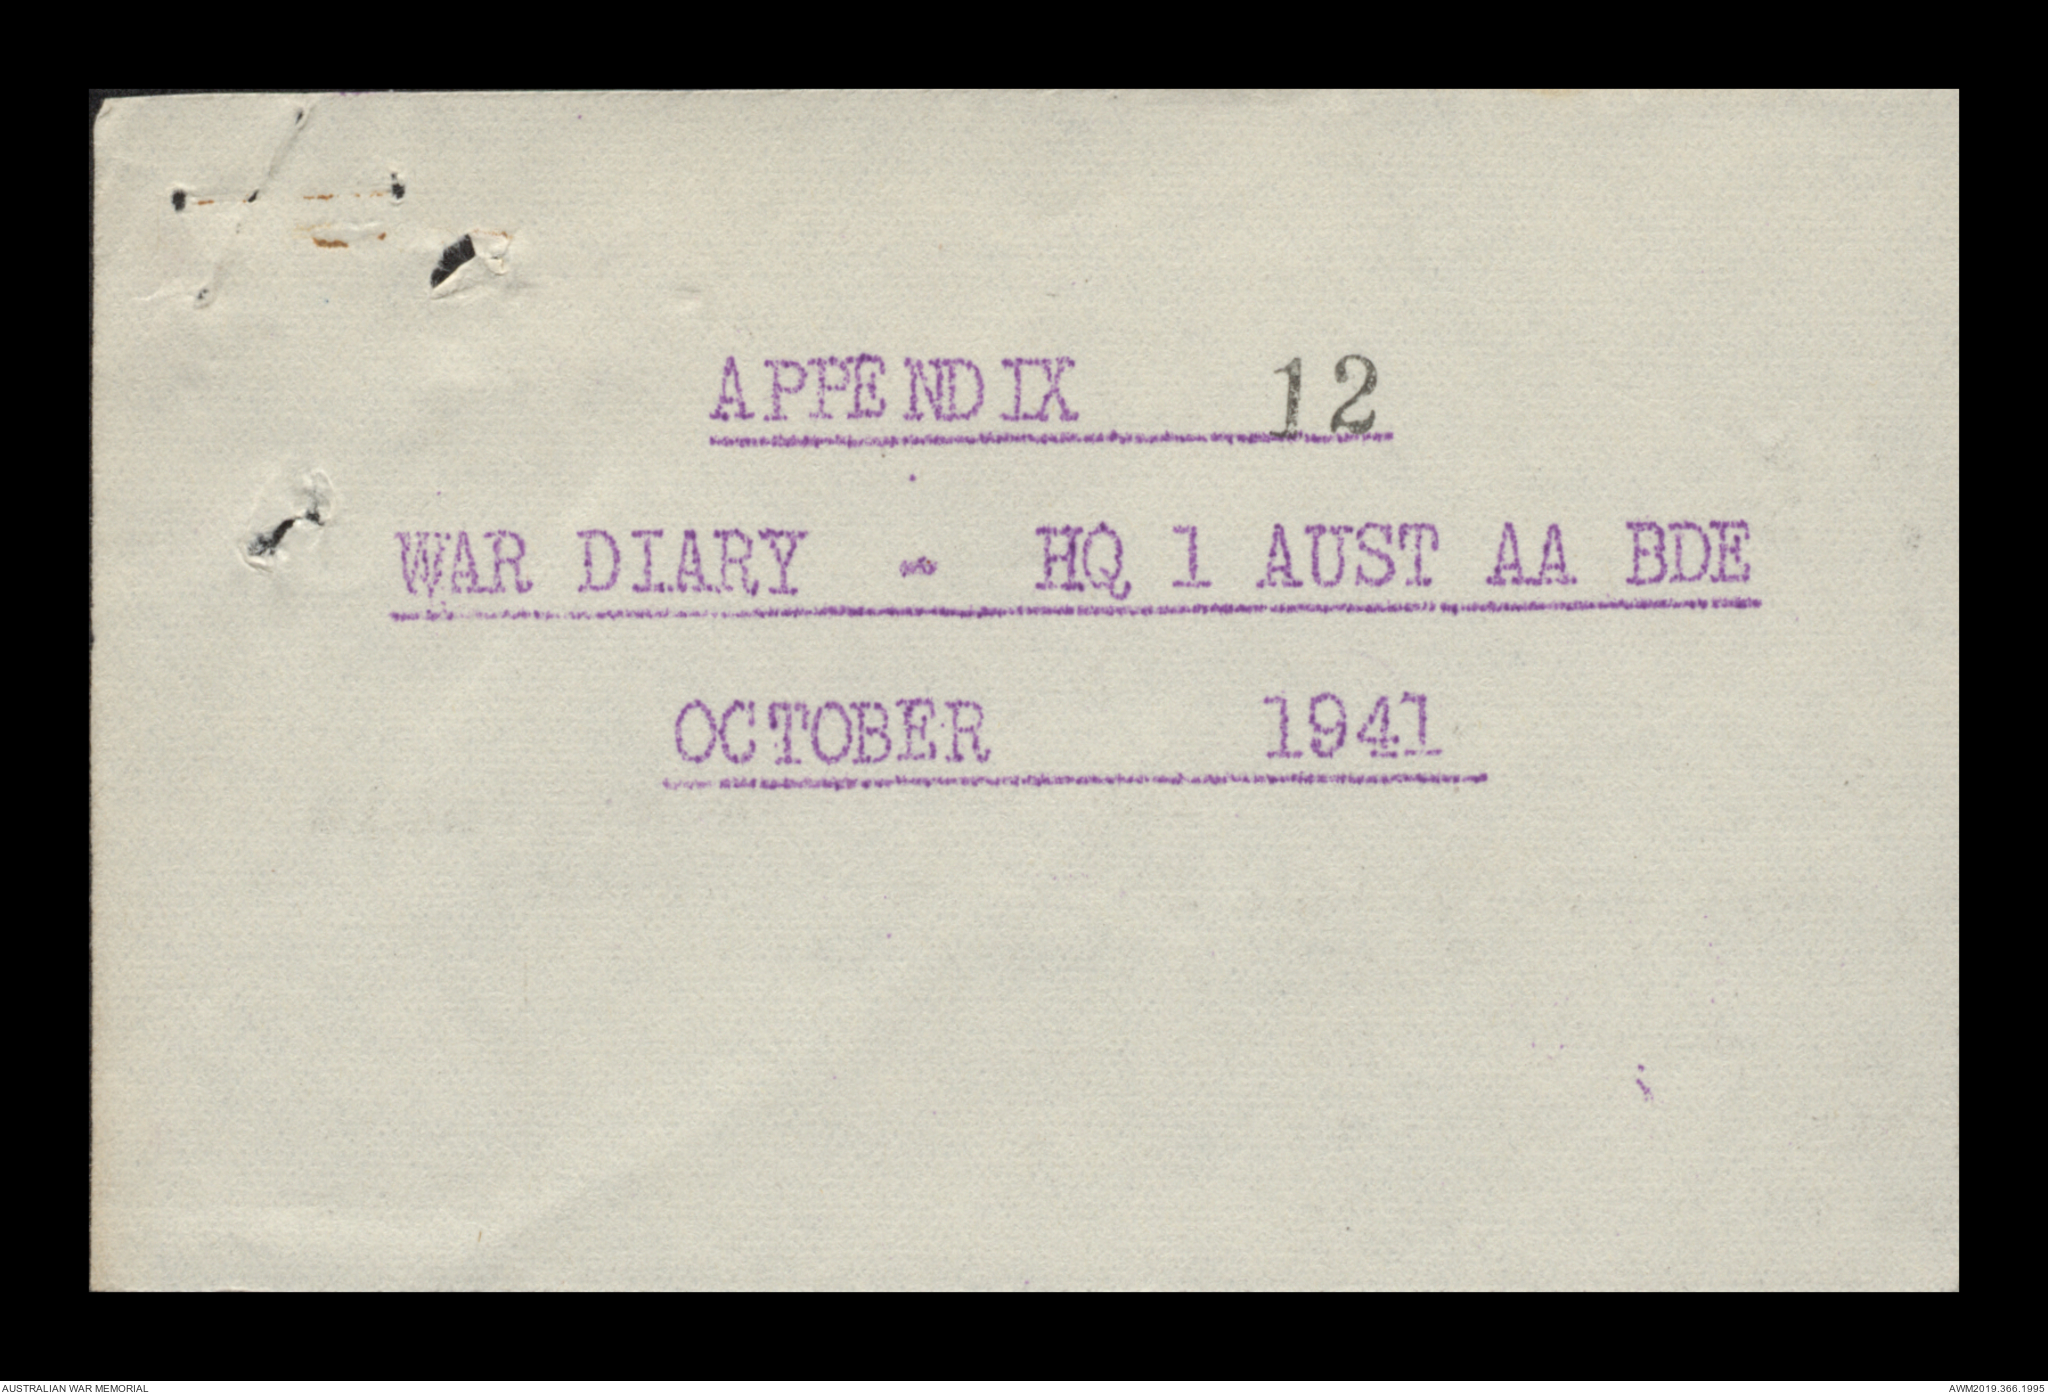 APPENDIX 12
WAR DIARY - HQ 1 AUST AA BDE
OCTOBER 1941
AUSTRALIAN WAR MEMORIAL
AWM2019.366.1995